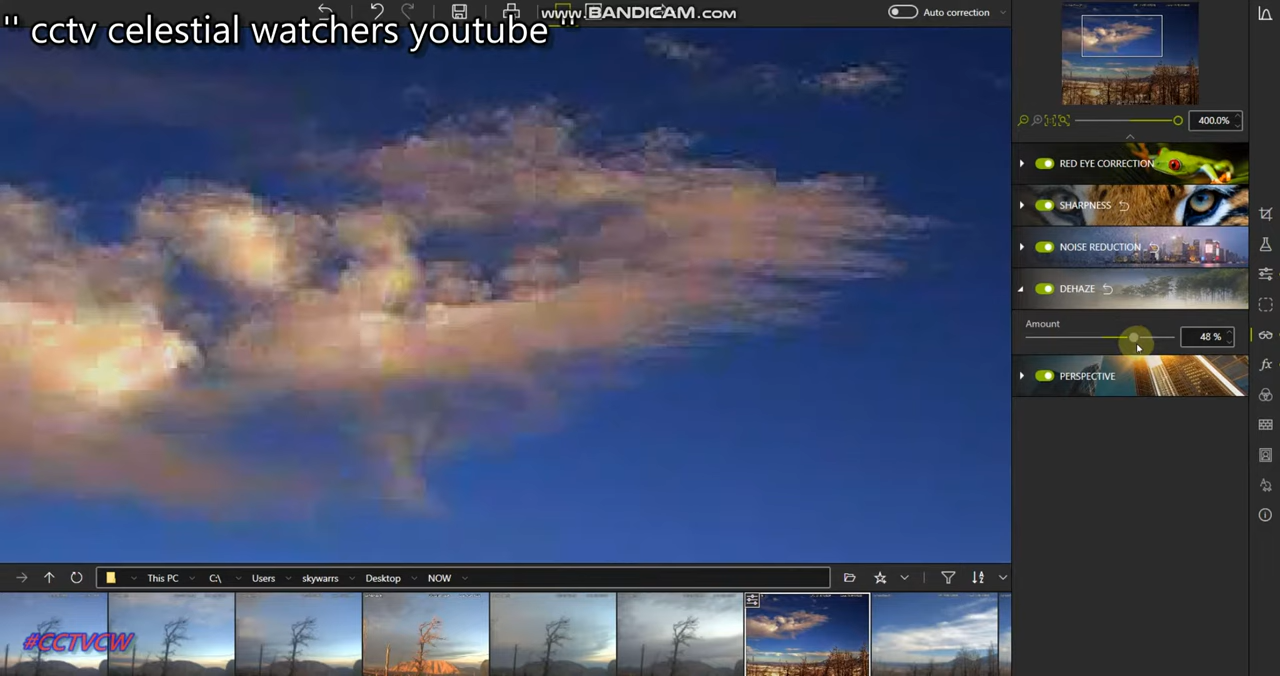 www.BANDICAM.com
Auto correction
" cctv celestial watchers youtube "
400.0%
RED EYE CORRECTION
SHARPNESS
NOISE REDUCTION
DEHAZE
Amount
48 %
PERSPECTIVE
This PC
C:\
Users
skywarrs
Desktop
NOW
#CCTVCW